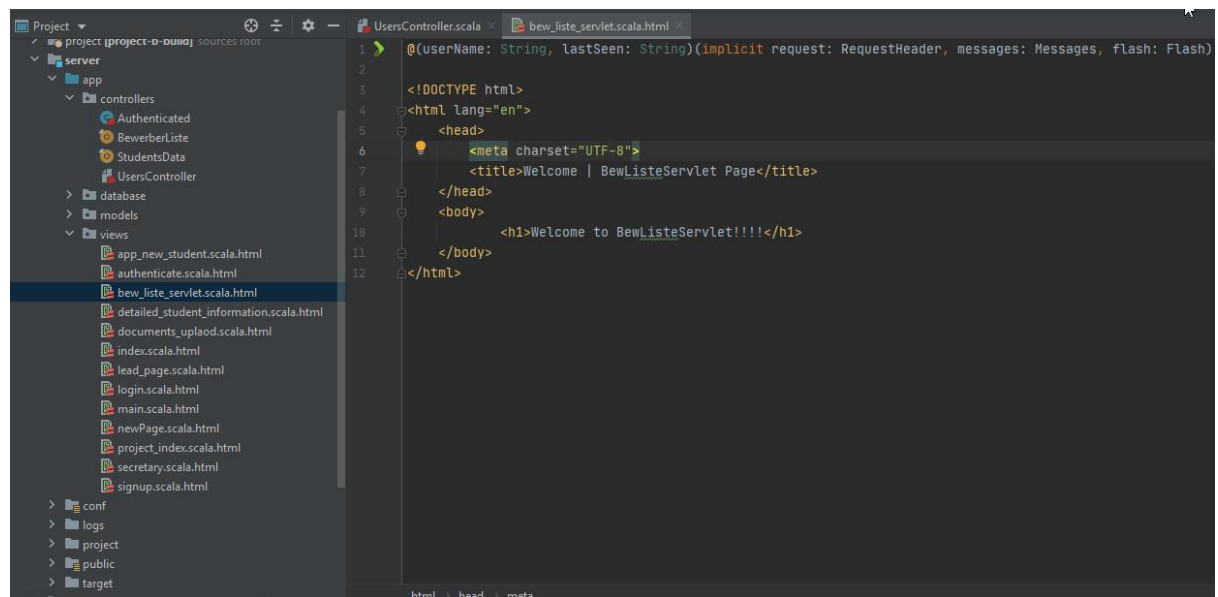 Project
UsersController.scala
bew_liste_servlet.scala.html
project [project-b-build] sources root
server
app
controllers
Authenticated
BewerberListe
StudentsData
UsersController
database
models
views
app_new_student.scala.html
authenticate.scala.html
bew_liste_servlet.scala.html
detailed_student_information.scala.html
documents_uplaod.scala.html
index.scala.html
lead_page.scala.html
login.scala.html
main.scala.html
newPage.scala.html
project_index.scala.html
secretary.scala.html
signup.scala.html
conf
logs
project
public
target
1 @(userName: String, lastSeen: String)(implicit request: RequestHeader, messages: Messages, flash: Flash)
2
3 <!DOCTYPE html>
4 <html lang="en">
5 <head>
6 <meta charset="UTF-8">
7 <title>Welcome | BewListeServlet Page</title>
8 </head>
9 <body>
10 <h1>Welcome to BewListeServlet!!!!</h1>
11 </body>
12 </html>
html > head > meta